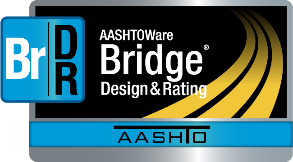 Br DR
AASHTOWare
Bridge®
Design & Rating
AASHTO